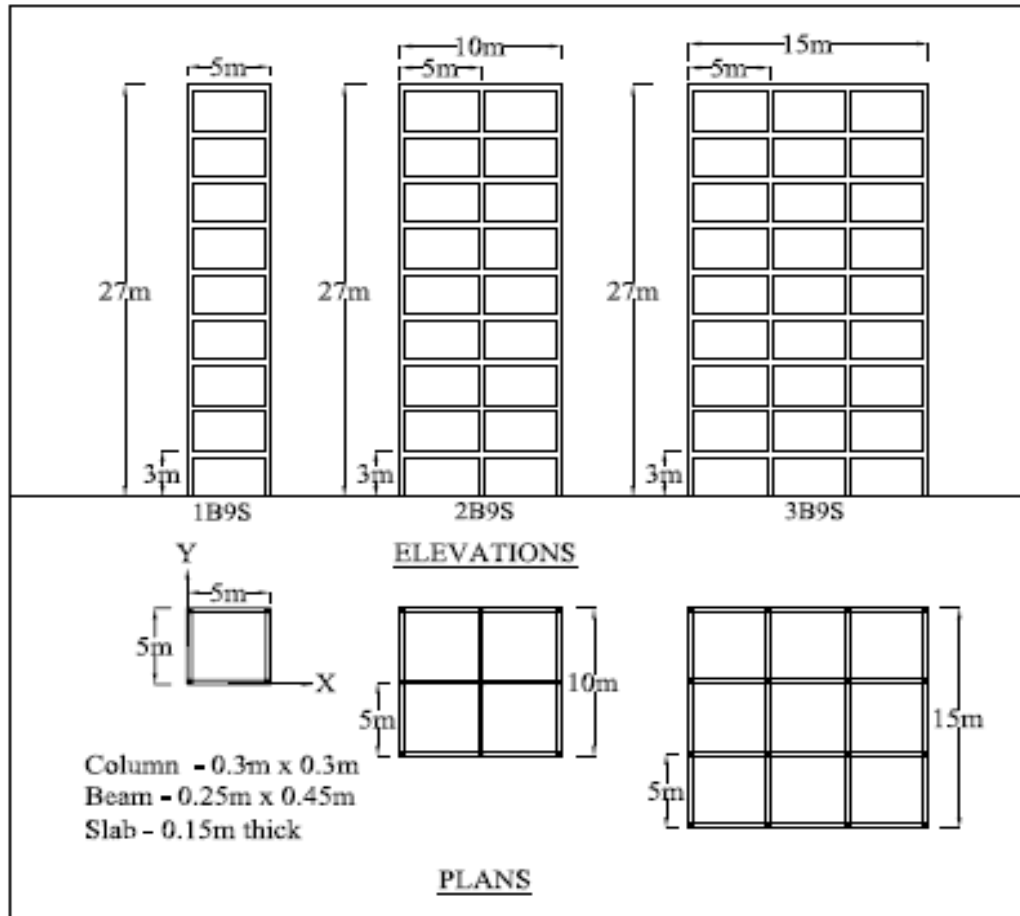 10m
15m
5m
5m
5m
27m
27m
27m
3m
3m
3m
1B9S
2B9S
3B9S
ELEVATIONS
Y
5m
5m
X
10m
5m
15m
5m
Column - 0.3m x 0.3m
Beam - 0.25m x 0.45m
Slab - 0.15m thick
PLANS